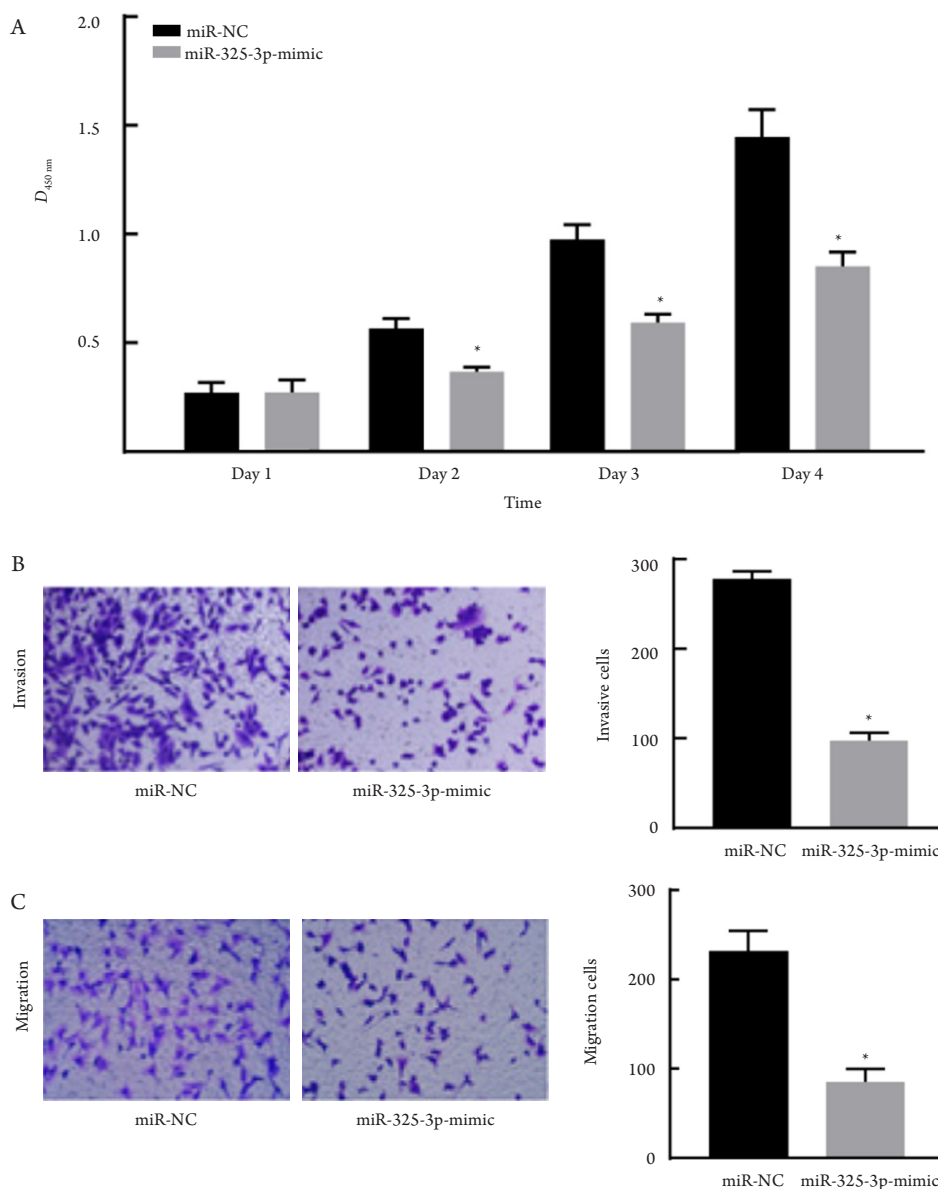 A
2.0
miR-NC
miR-325-3p-mimic
1.5
D450 nm
1.0
0.5
*
*
*
Day 1
Day 2
Day 3
Day 4
Time
B
Invasion
miR-NC
miR-325-3p-mimic
300
200
100
0
Invasive cells
*
miR-NC
miR-325-3p-mimic
C
Migration
miR-NC
miR-325-3p-mimic
300
200
100
0
Migration cells
*
miR-NC
miR-325-3p-mimic